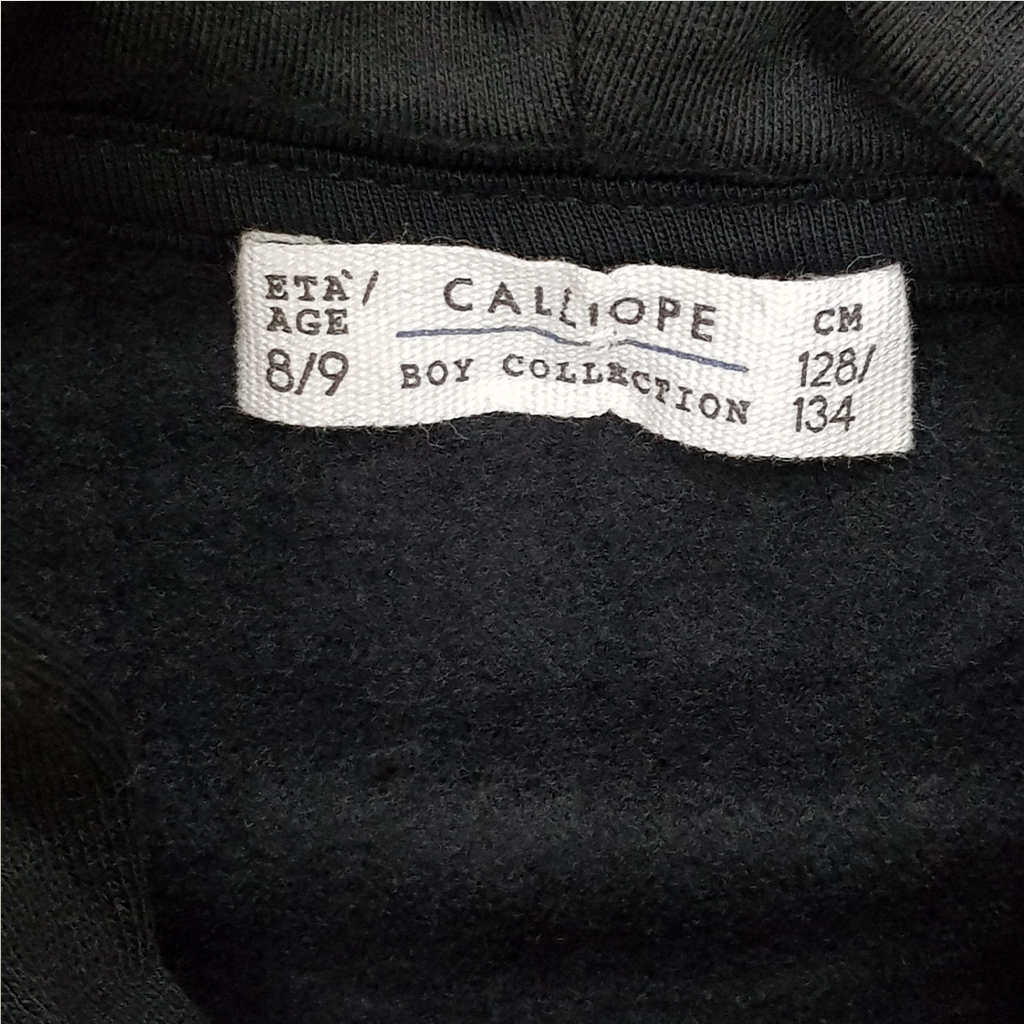 ETÀ/
AGE
8/9
CALLIOPE
BOY COLLECTION
CM
128/
134